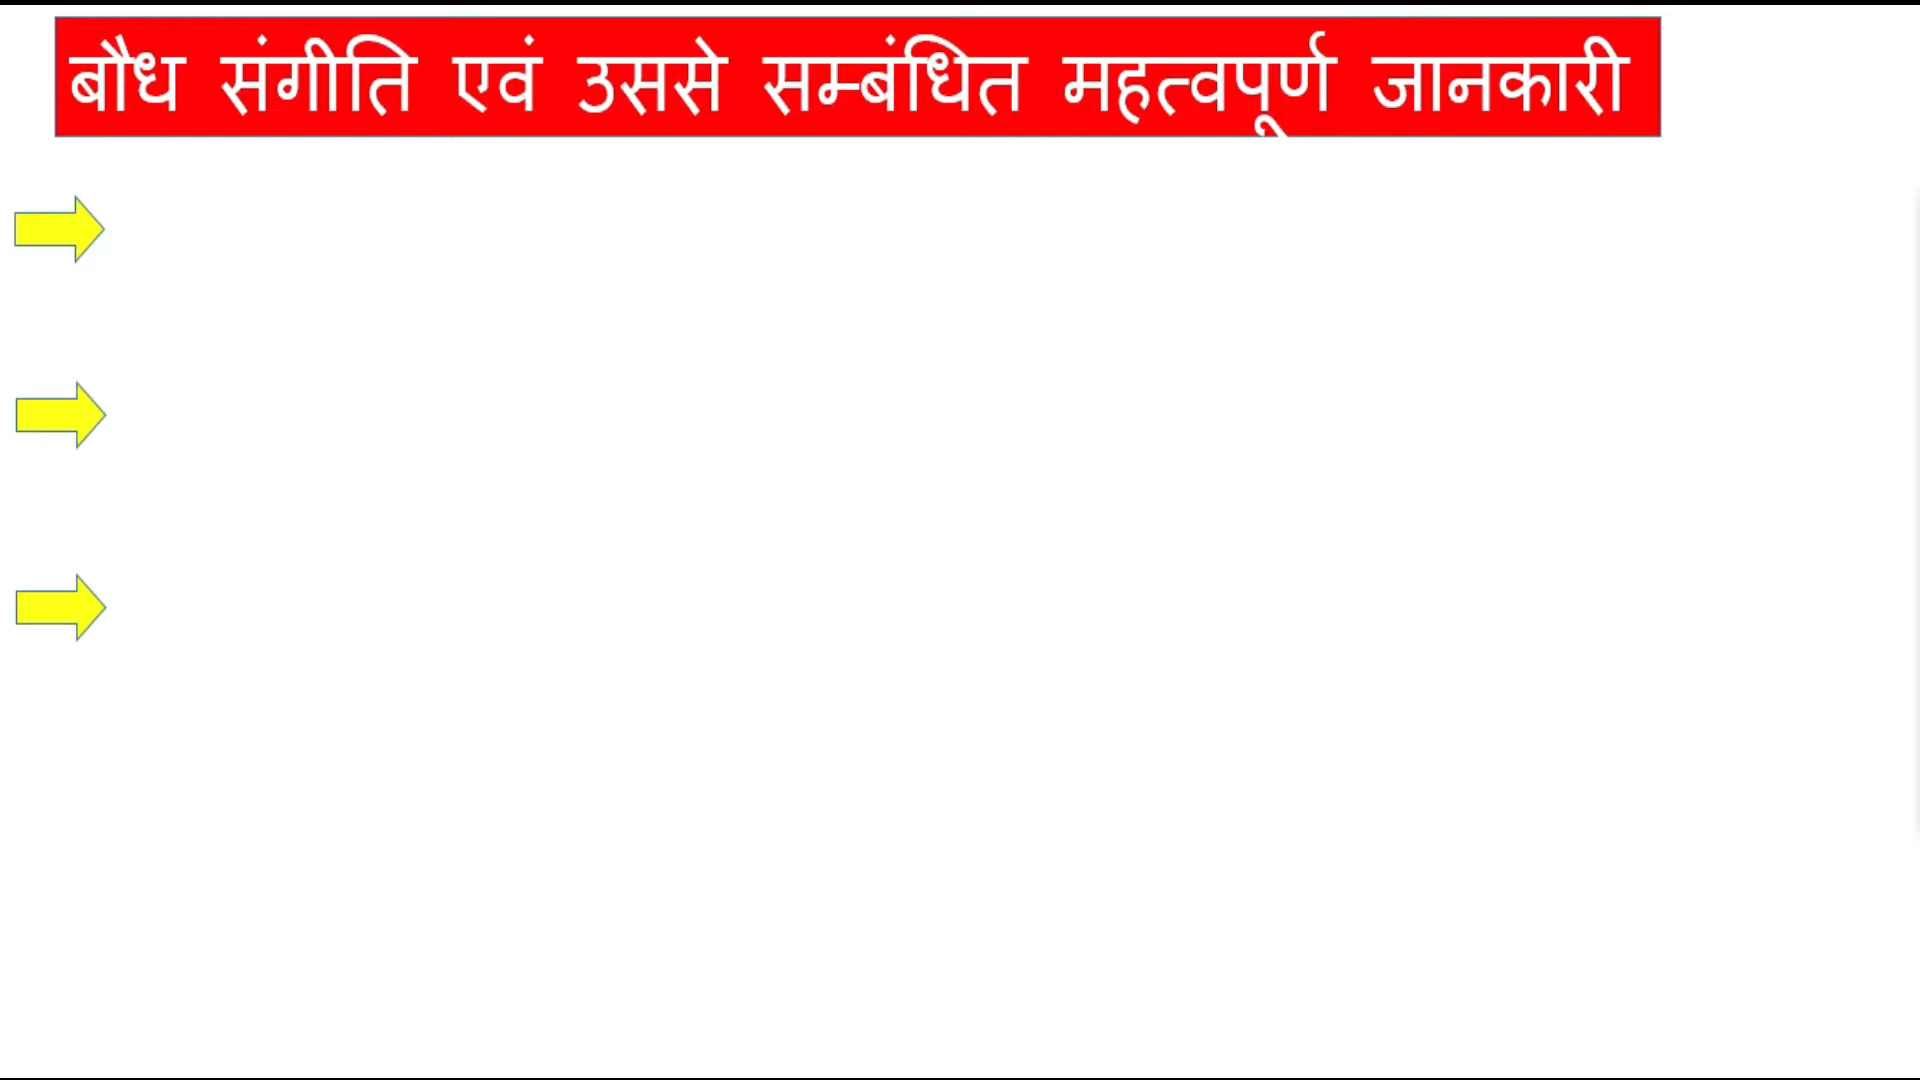 बौध संगीति एवं उससे सम्बंधित महत्वपूर्ण जानकारी